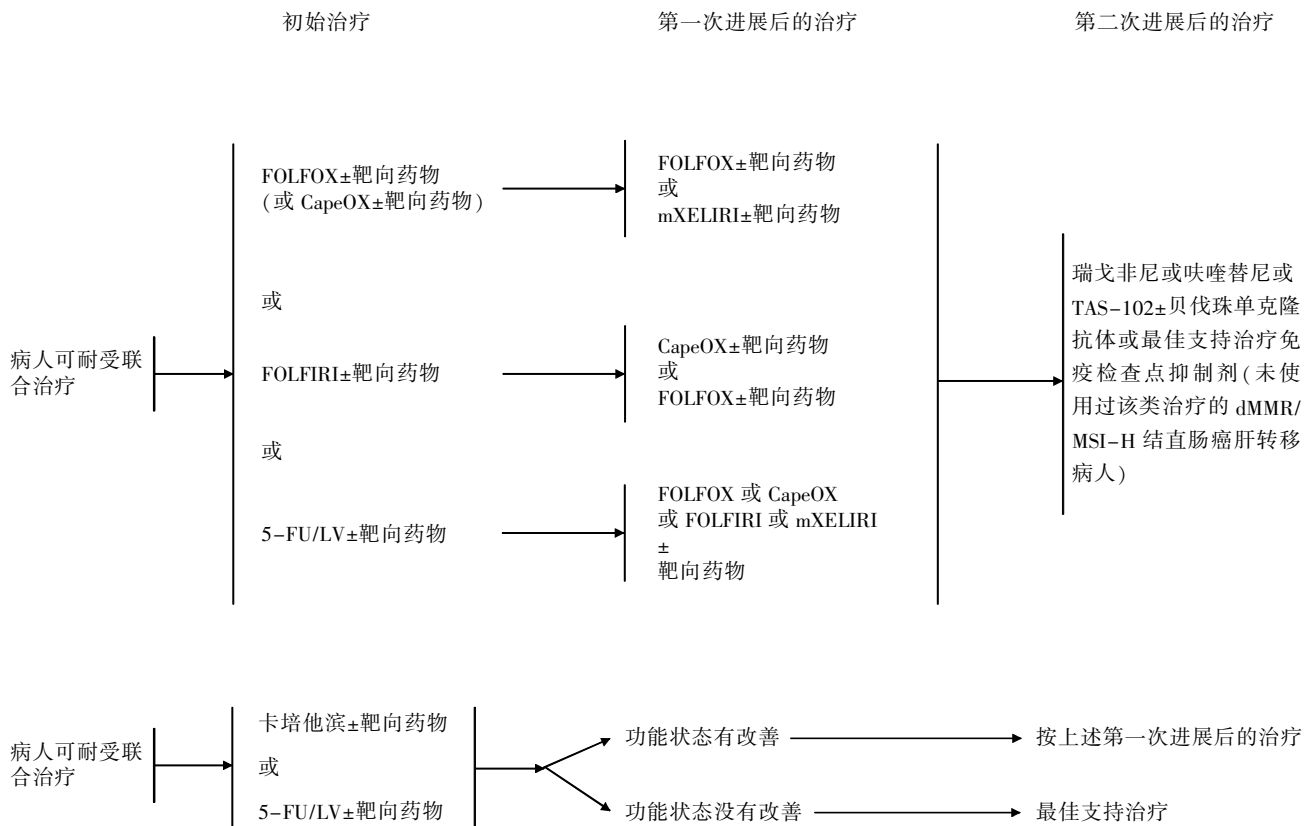 初始治疗
第一次进展后的治疗
第二次进展后的治疗
病人可耐受联
合治疗
FOLFOX±靶向药物
(或 CapeOX±靶向药物)
或
FOLFIRI±靶向药物
或
5-FU/LV±靶向药物
FOLFOX±靶向药物
或
mXELIRI±靶向药物
CapeOX±靶向药物
或
FOLFOX±靶向药物
FOLFOX 或 CapeOX
或 FOLFIRI 或 mXELIRI
±
靶向药物
瑞戈非尼或呋喹替尼或
TAS-102±贝伐珠单克隆
抗体或最佳支持治疗免
疫检查点抑制剂(未使
用过该类治疗的 dMMR/
MSI-H 结直肠癌肝转移
病人)
病人可耐受联
合治疗
卡培他滨±靶向药物
或
5-FU/LV±靶向药物
功能状态有改善
按上述第一次进展后的治疗
功能状态没有改善
最佳支持治疗